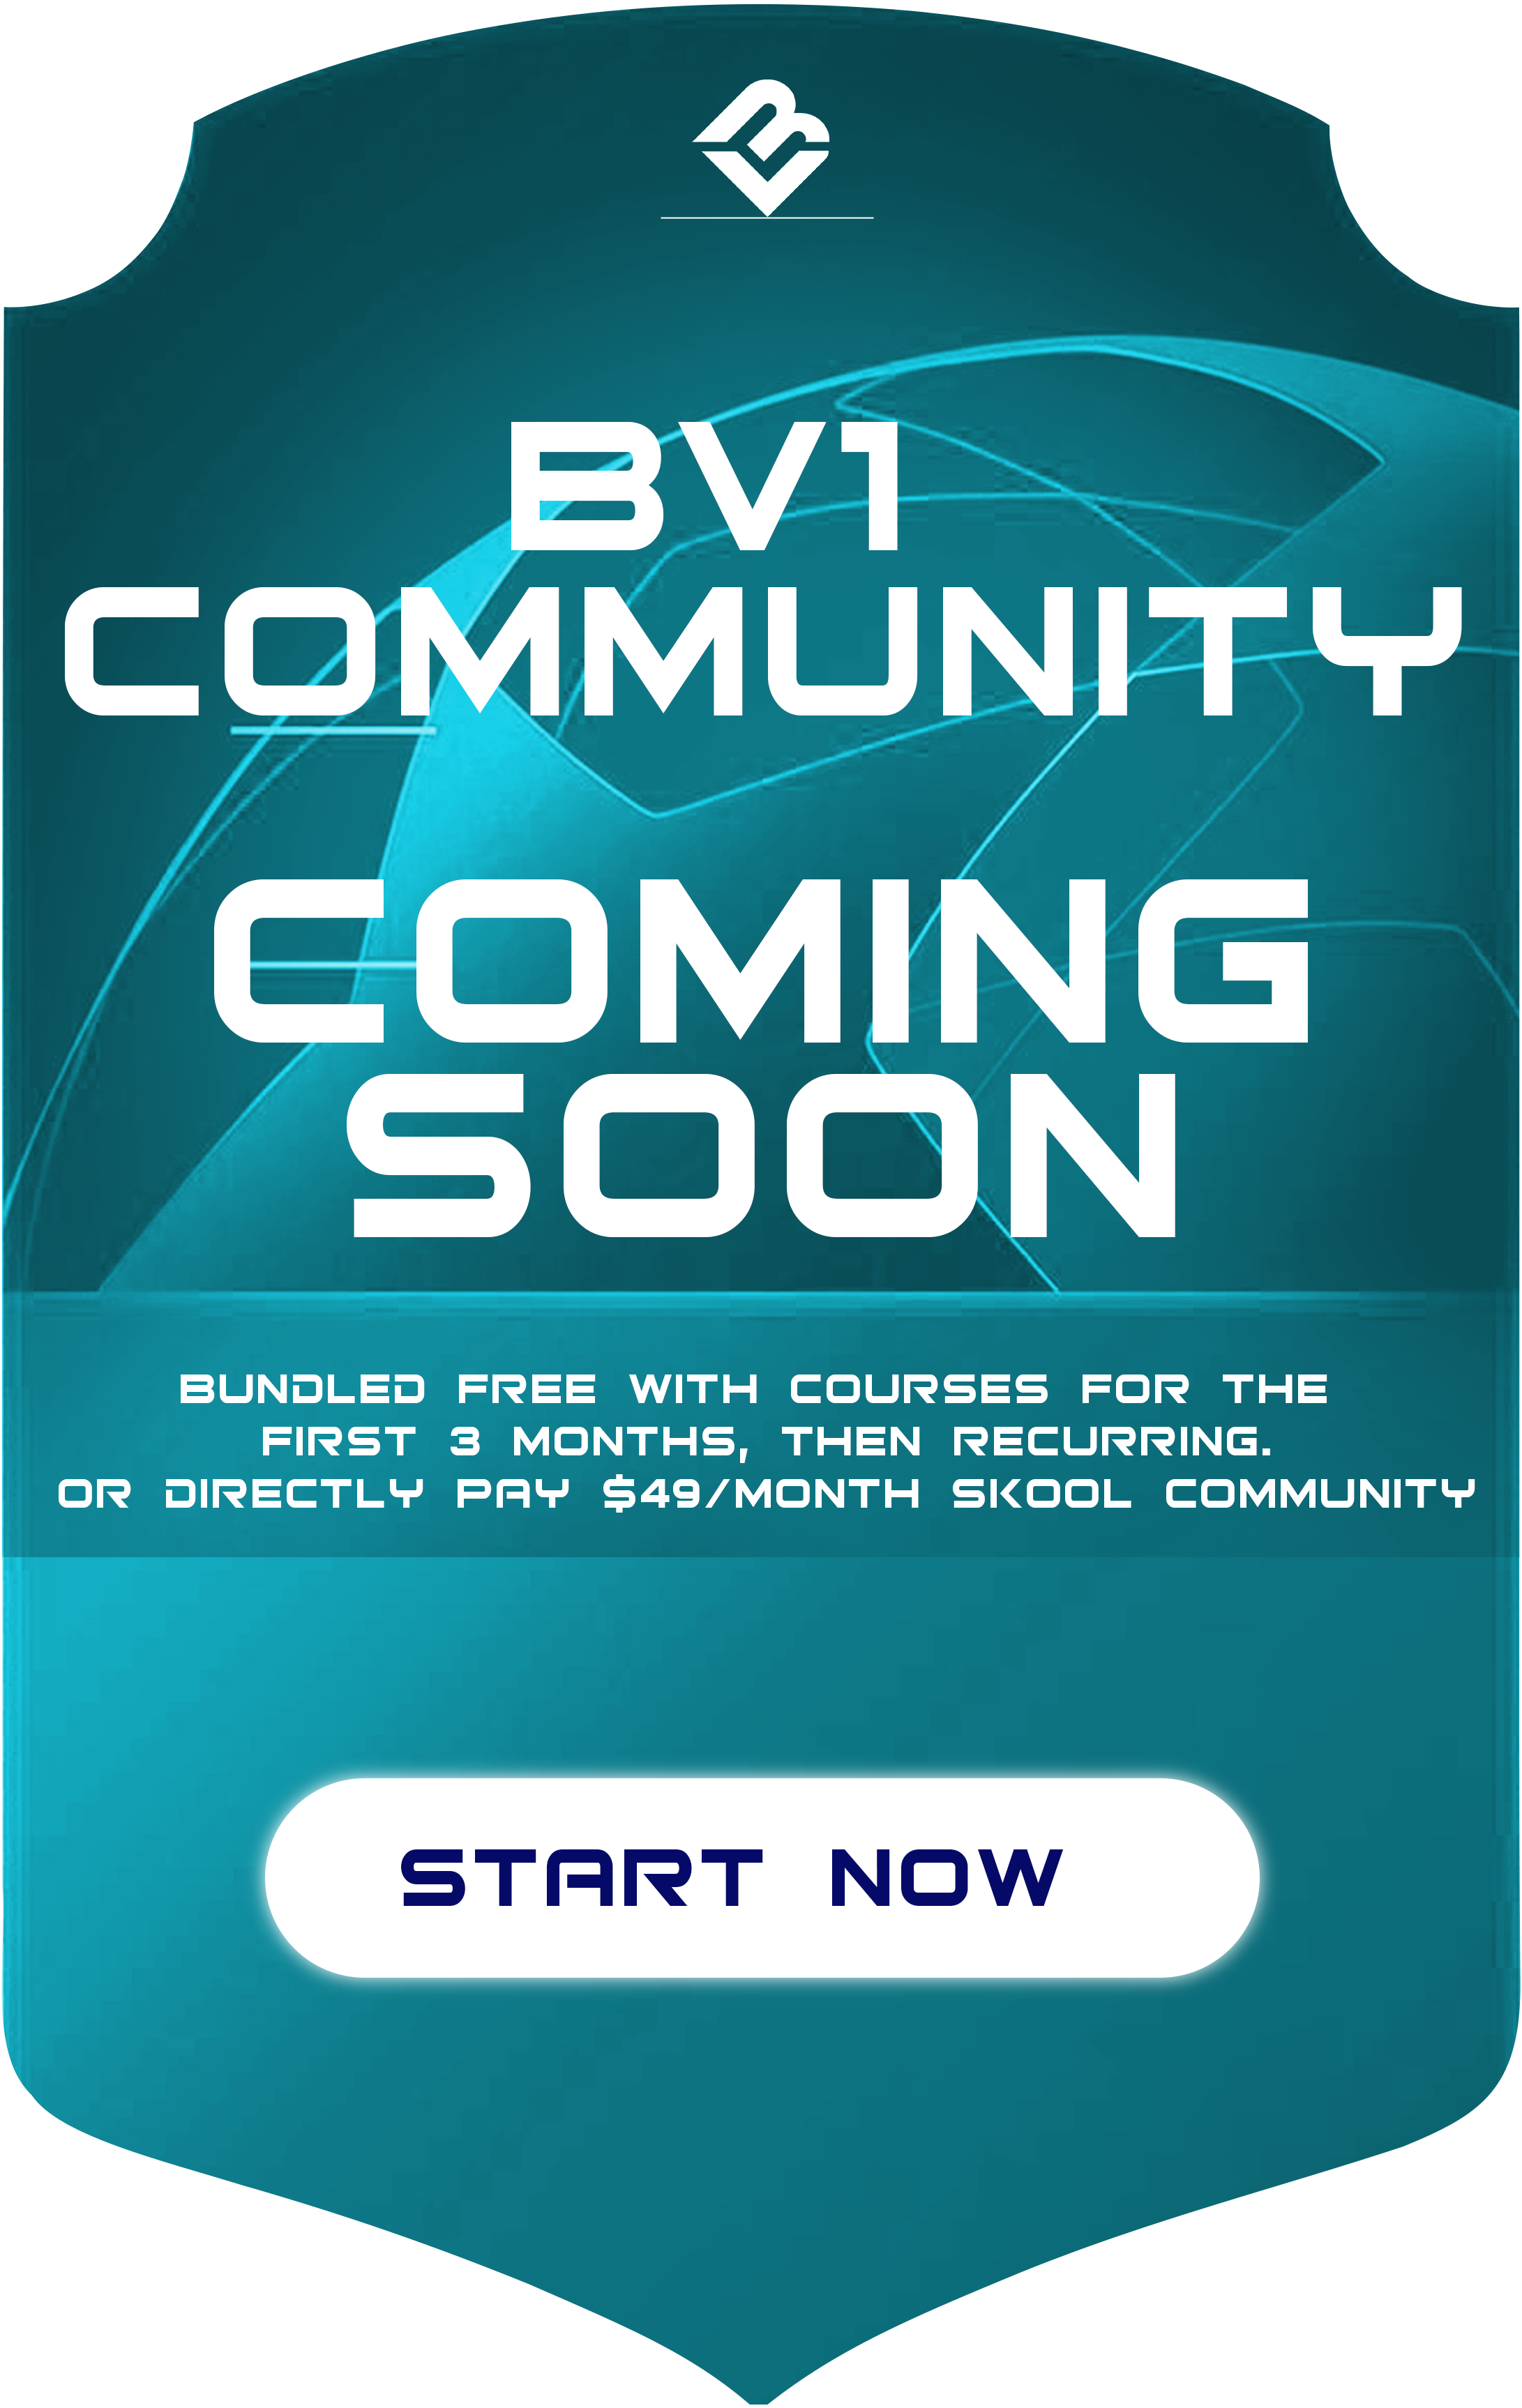 BV1
COMMUNITY
COMING
SOON
BUNDLED FREE WITH COURSES FOR THE
FIRST 3 MONTHS, THEN RECURRING.
OR DIRECTLY PAY $49/MONTH SKOOL COMMUNITY
START NOW